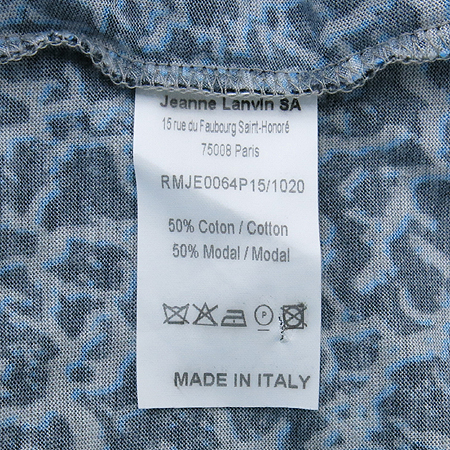 Jeanne Lanvin SA
15 rue du Faubourg Saint-Honoré
75008 Paris
RMJE0064P15/1020
50% Coton / Cotton
50% Modal / Modal
P
MADE IN ITALY